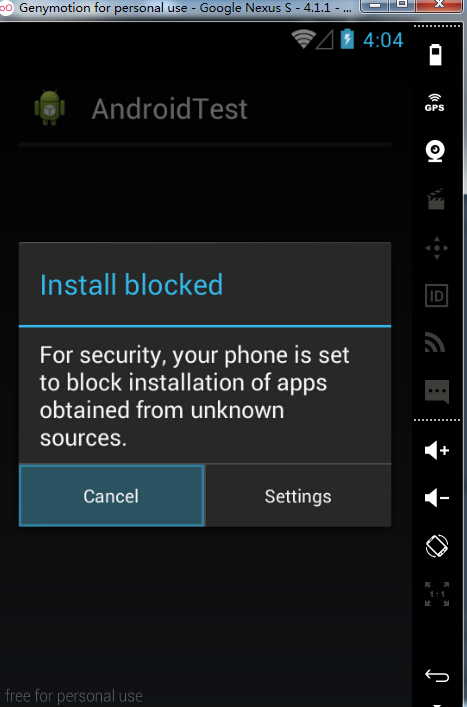 Genymotion for personal use - Google Nexus S - 4.1.1 - ...
4:04
AndroidTest
GPS
ID
Install blocked
For security, your phone is set
to block installation of apps
obtained from unknown
sources.
Cancel
Settings
1:1
free for personal use